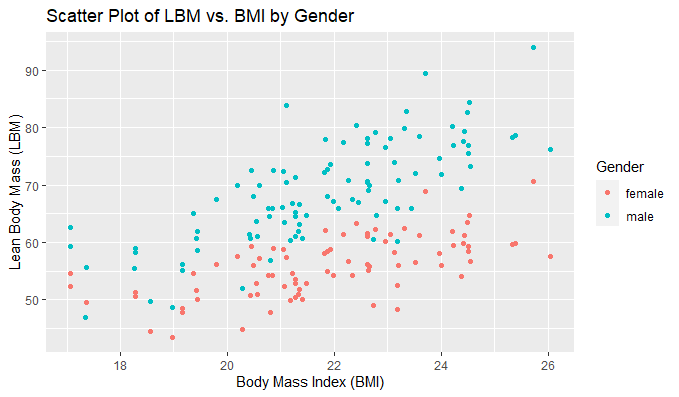 Scatter Plot of LBM vs. BMI by Gender
90
80
70
60
50
Lean Body Mass (LBM)
18
20
22
24
26
Body Mass Index (BMI)
Gender
female
male